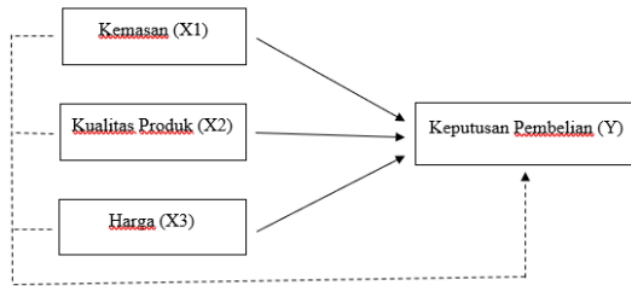 Kemasan (X1)
Kualitas Produk (X2)
Keputusan Pembelian (Y)
Harga (X3)